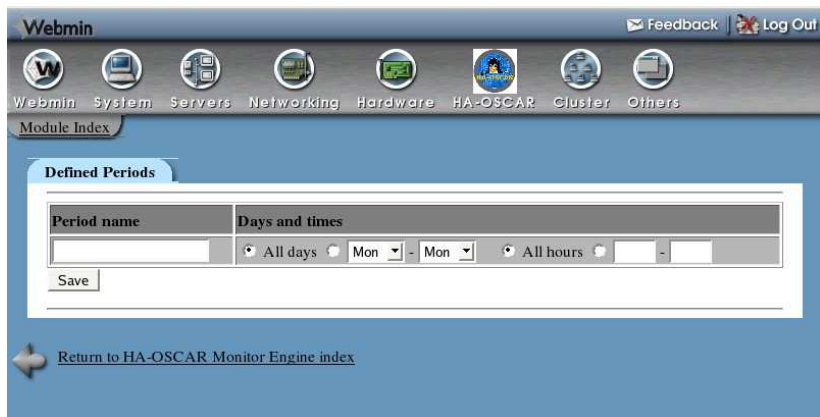 Webmin
Feedback Log Out
Webmin System Servers Networking Hardware HA-OSCAR Cluster Others
Module Index
Defined Periods
Period name Days and times
All days Mon - Mon All hours -
Save
Return to HA-OSCAR Monitor Engine index